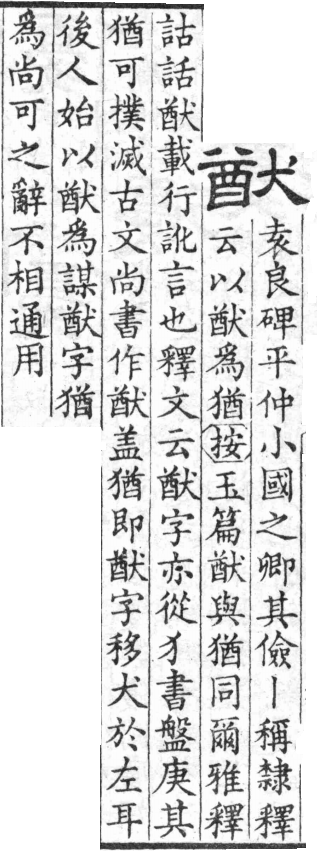 猷
袁良碑平仲小國之卿其儉丨稱隸釋
云以猷爲猶按玉篇猷與猶同爾雅釋
詁話猷載行訛言也釋文云猷字亦從犭書盤庚其
猶可撲滅古文尚書作猷盖猶即猷字移犬於左耳
後人始以猷爲謀猷字猶
爲尚可之辭不相通用